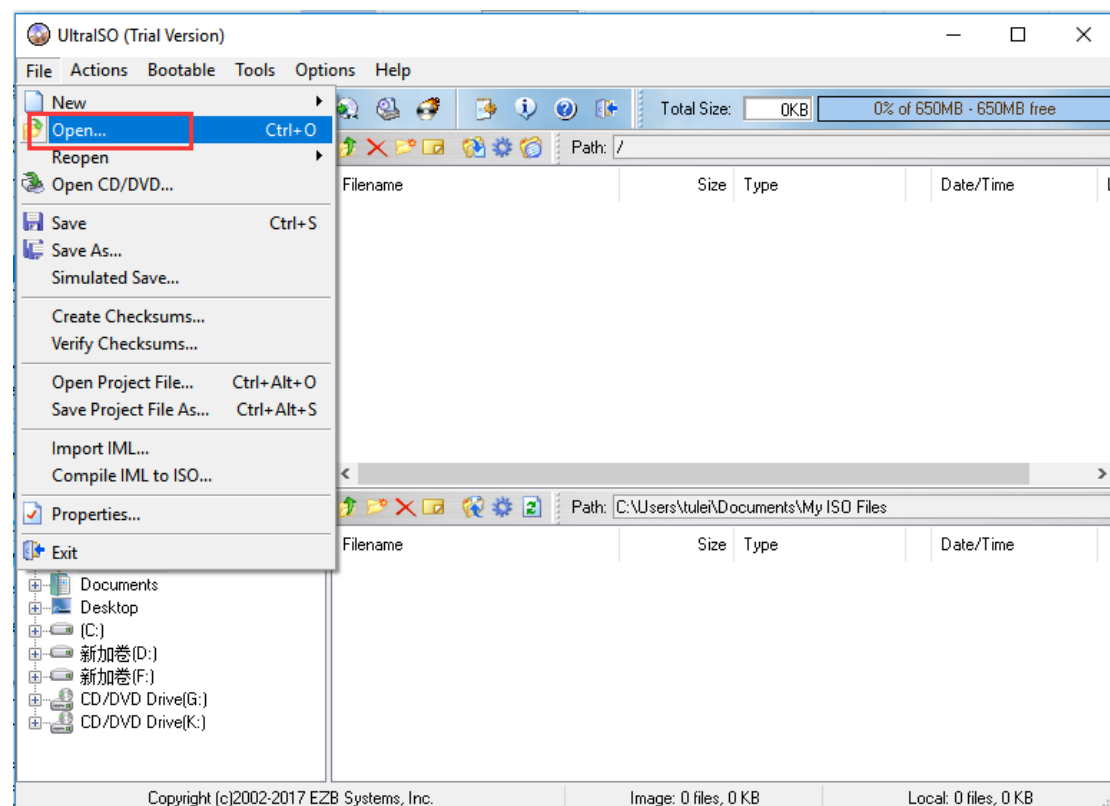 UltraISO (Trial Version)
File Actions Bootable Tools Options Help
New
Total Size: 0KB 0% of 650MB - 650MB free
Open... Ctrl+O
Reopen
Path: /
Open CD/DVD...
Filename Size Type Date/Time
Save Ctrl+S
Save As...
Simulated Save...
Create Checksums...
Verify Checksums...
Open Project File... Ctrl+Alt+O
Save Project File As... Ctrl+Alt+S
Import IML...
Compile IML to ISO...
Properties...
Path: C:\Users\tulei\Documents\My ISO Files
Exit
Filename Size Type Date/Time
Documents
Desktop
(C:)
新加卷(D:)
新加卷(F:)
CD/DVD Drive(G:)
CD/DVD Drive(K:)
Copyright (c)2002-2017 EZB Systems, Inc. Image: 0 files, 0 KB Local: 0 files, 0 KB